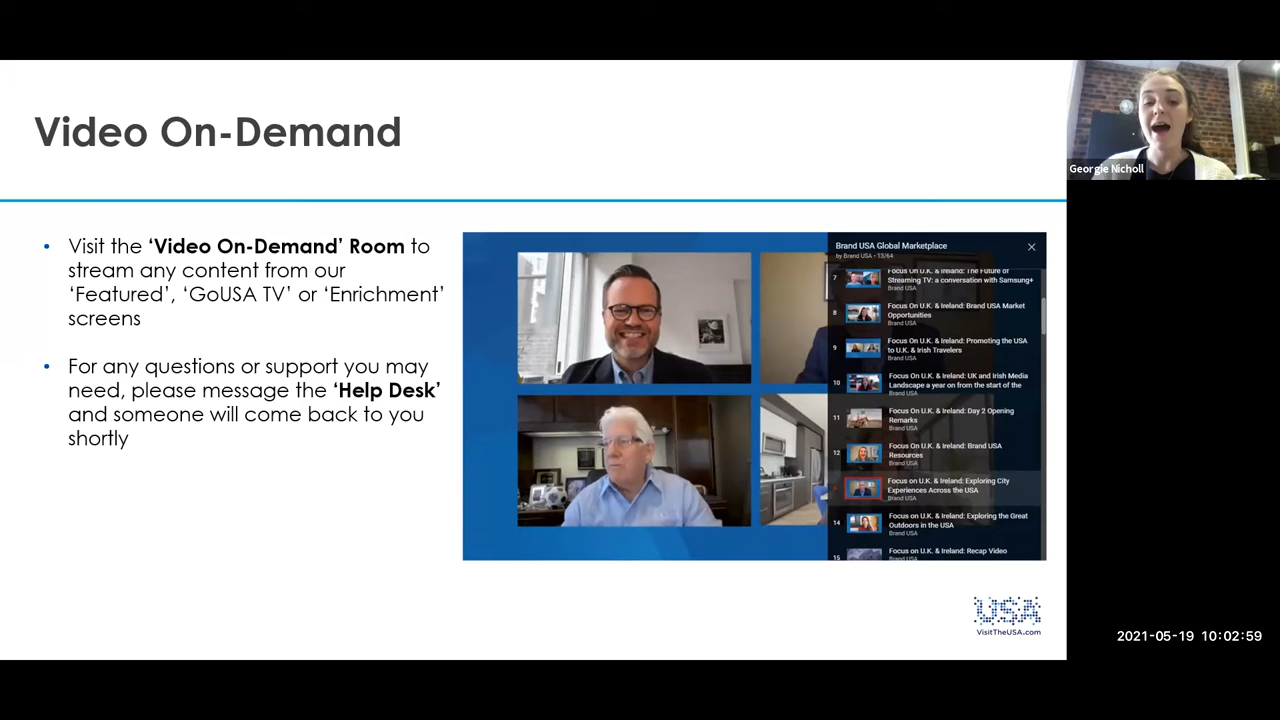 Video On-Demand
Georgie Nicholl
• Visit the ‘Video On-Demand’ Room to
stream any content from our
‘Featured’, ‘GoUSA TV’ or ‘Enrichment’
screens
• For any questions or support you may
need, please message the ‘Help Desk’
and someone will come back to you
shortly
Brand USA Global Marketplace
by Brand USA • 13/64
7
Focus On U.K. & Ireland: The Future of
Streaming TV: a conversation with Samsung+
Brand USA
8
Focus On U.K. & Ireland: Brand USA Market
Opportunities
Brand USA
9
Focus On U.K. & Ireland: Promoting the USA
to U.K. & Irish Travelers
Brand USA
10
Focus On U.K. & Ireland: UK and Irish Media
Landscape a year on from the start of the
Brand USA
11
Focus On U.K. & Ireland: Day 2 Opening
Remarks
Brand USA
12
Focus On U.K. & Ireland: Brand USA
Resources
Brand USA
Focus on U.K. & Ireland: Exploring City
Experiences Across the USA
Brand USA
14
Focus on U.K. & Ireland: Exploring the Great
Outdoors in the USA
Brand USA
15
Focus on U.K. & Ireland: Recap Video
Brand USA
USA
VisitTheUSA.com
2021-05-19 10:02:59